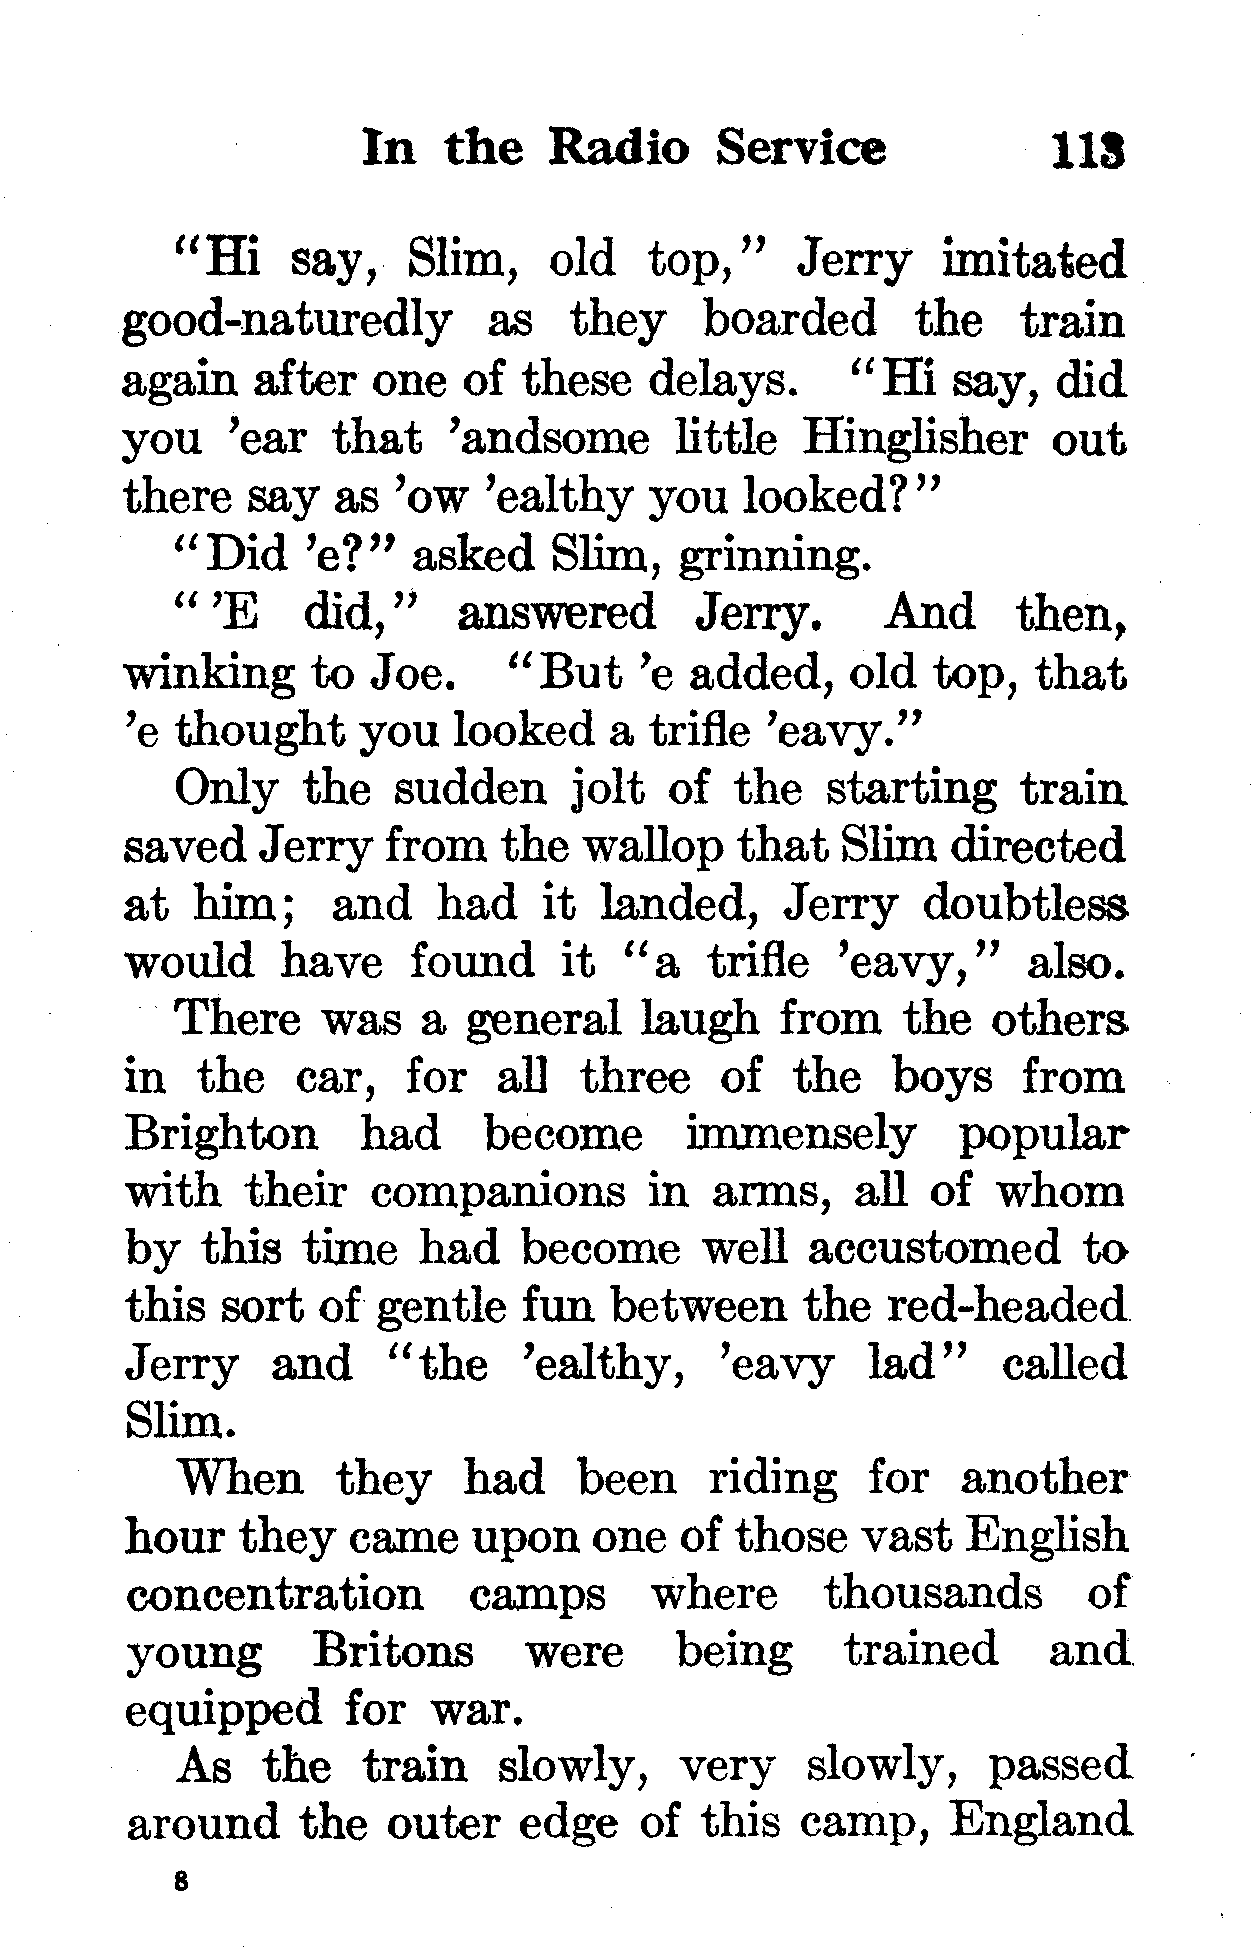 In the Radio Service 113
“Hi say, Slim, old top,” Jerry imitated
good-naturedly as they boarded the train
again after one of these delays. “Hi say, did
you ’ear that ’andsome little Hinglisher out
there say as ’ow ’ealthy you looked?”
“Did ’e?” asked Slim, grinning.
“’E did,” answered Jerry. And then,
winking to Joe. “But ’e added, old top, that
’e thought you looked a trifle ’eavy.”
Only the sudden jolt of the starting train
saved Jerry from the wallop that Slim directed
at him; and had it landed, Jerry doubtless
would have found it “a trifle ’eavy,” also.
There was a general laugh from the others
in the car, for all three of the boys from
Brighton had become immensely popular
with their companions in arms, all of whom
by this time had become well accustomed to
this sort of gentle fun between the red-headed
Jerry and “the ’ealthy, ’eavy lad” called
Slim.
When they had been riding for another
hour they came upon one of those vast English
concentration camps where thousands of
young Britons were being trained and
equipped for war.
As the train slowly, very slowly, passed
around the outer edge of this camp, England
8